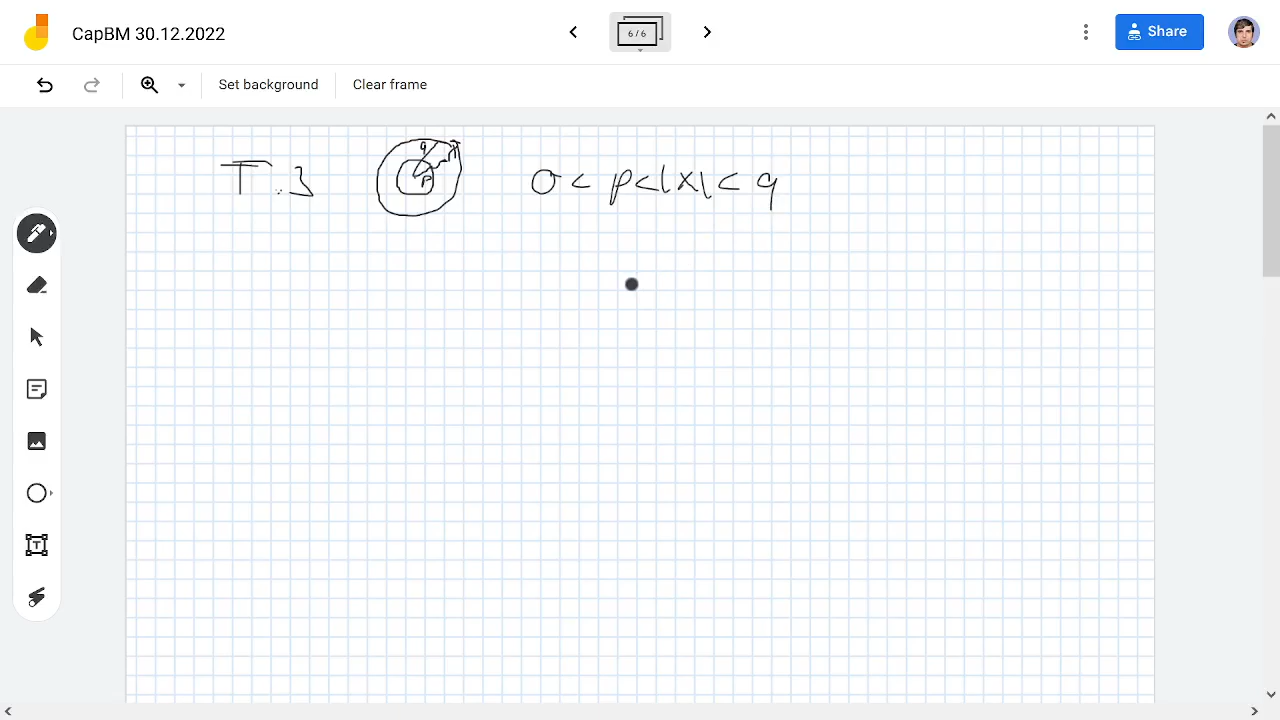 CapBM 30.12.2022
6 / 6
Share
Set background
Clear frame
T.3
q
p
0 < p < |x| < q
T